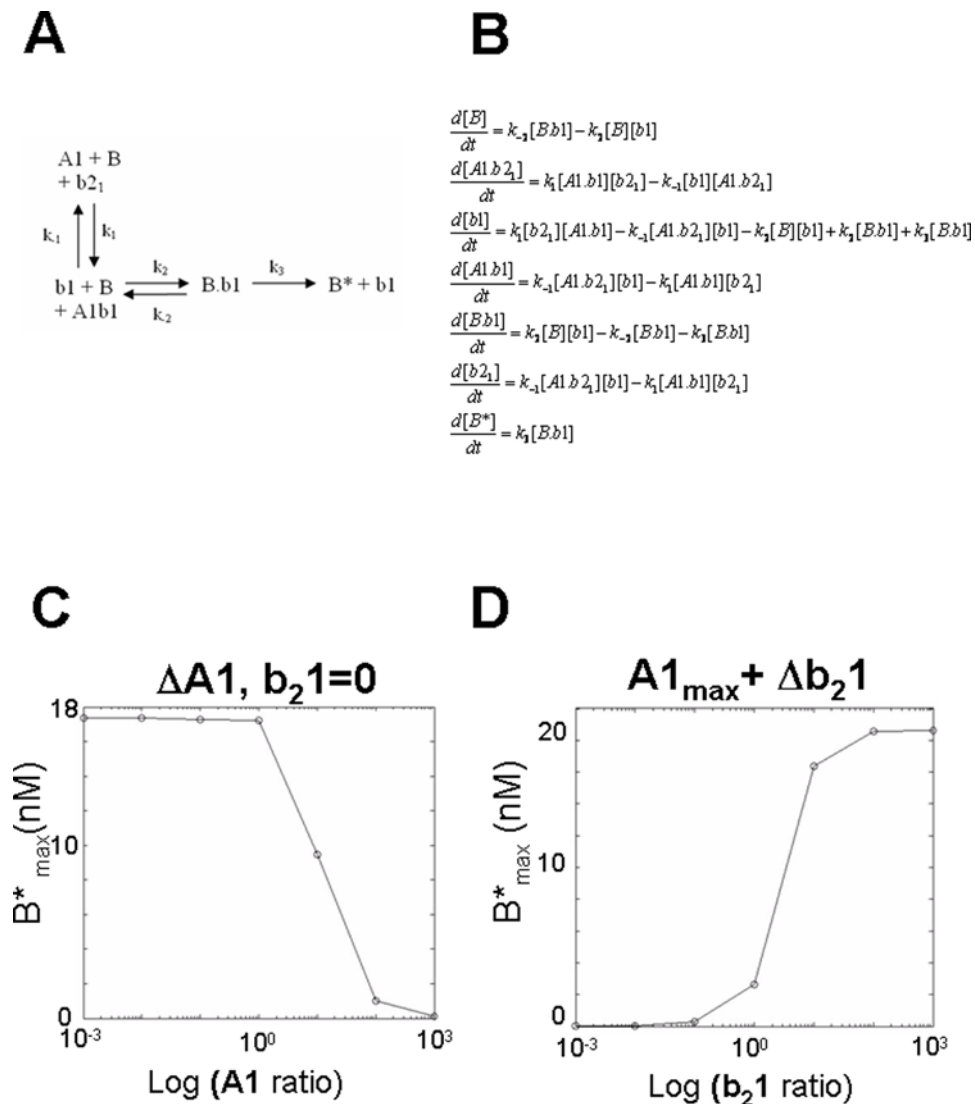 A
B
A1 + B
+ b2₁
k₋₁
k₁
b1 + B
+ A1b1
k₂
k₋₂
B.b1
k₃
B* + b1
d[B]/dt = k₋₂[B.b1] − k₂[B][b1]
d[A1.b2₁]/dt = k₁[A1.b1][b2₁] − k₋₁[b1][A1.b2₁]
d[b1]/dt = k₁[b2₁][A1.b1] − k₋₁[A1.b2₁][b1] − k₂[B][b1] + k₂[B.b1] + k₃[B.b1]
d[A1.b1]/dt = k₋₁[A1.b2₁][b1] − k₁[A1.b1][b2₁]
d[B.b1]/dt = k₂[B][b1] − k₋₂[B.b1] − k₃[B.b1]
d[b2₁]/dt = k₋₁[A1.b2₁][b1] − k₁[A1.b1][b2₁]
d[B*]/dt = k₃[B.b1]
C
ΔA1, b₂1=0
18
10
0
B*max(nM)
10⁻³
10⁰
10³
Log (A1 ratio)
D
A1max + Δb₂1
20
10
0
B*max (nM)
10⁻³
10⁰
10³
Log (b₂1 ratio)